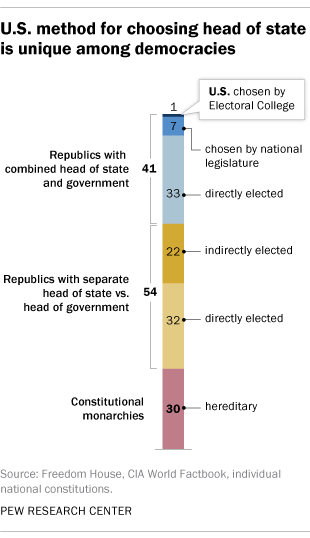 U.S. method for choosing head of state
is unique among democracies
U.S. chosen by
Electoral College
1
7
chosen by national
legislature
Republics with
combined head of state
and government
41
33
directly elected
22
indirectly elected
Republics with separate
head of state vs.
head of government
54
32
directly elected
Constitutional
monarchies
30
hereditary
Source: Freedom House, CIA World Factbook, individual
national constitutions.
PEW RESEARCH CENTER